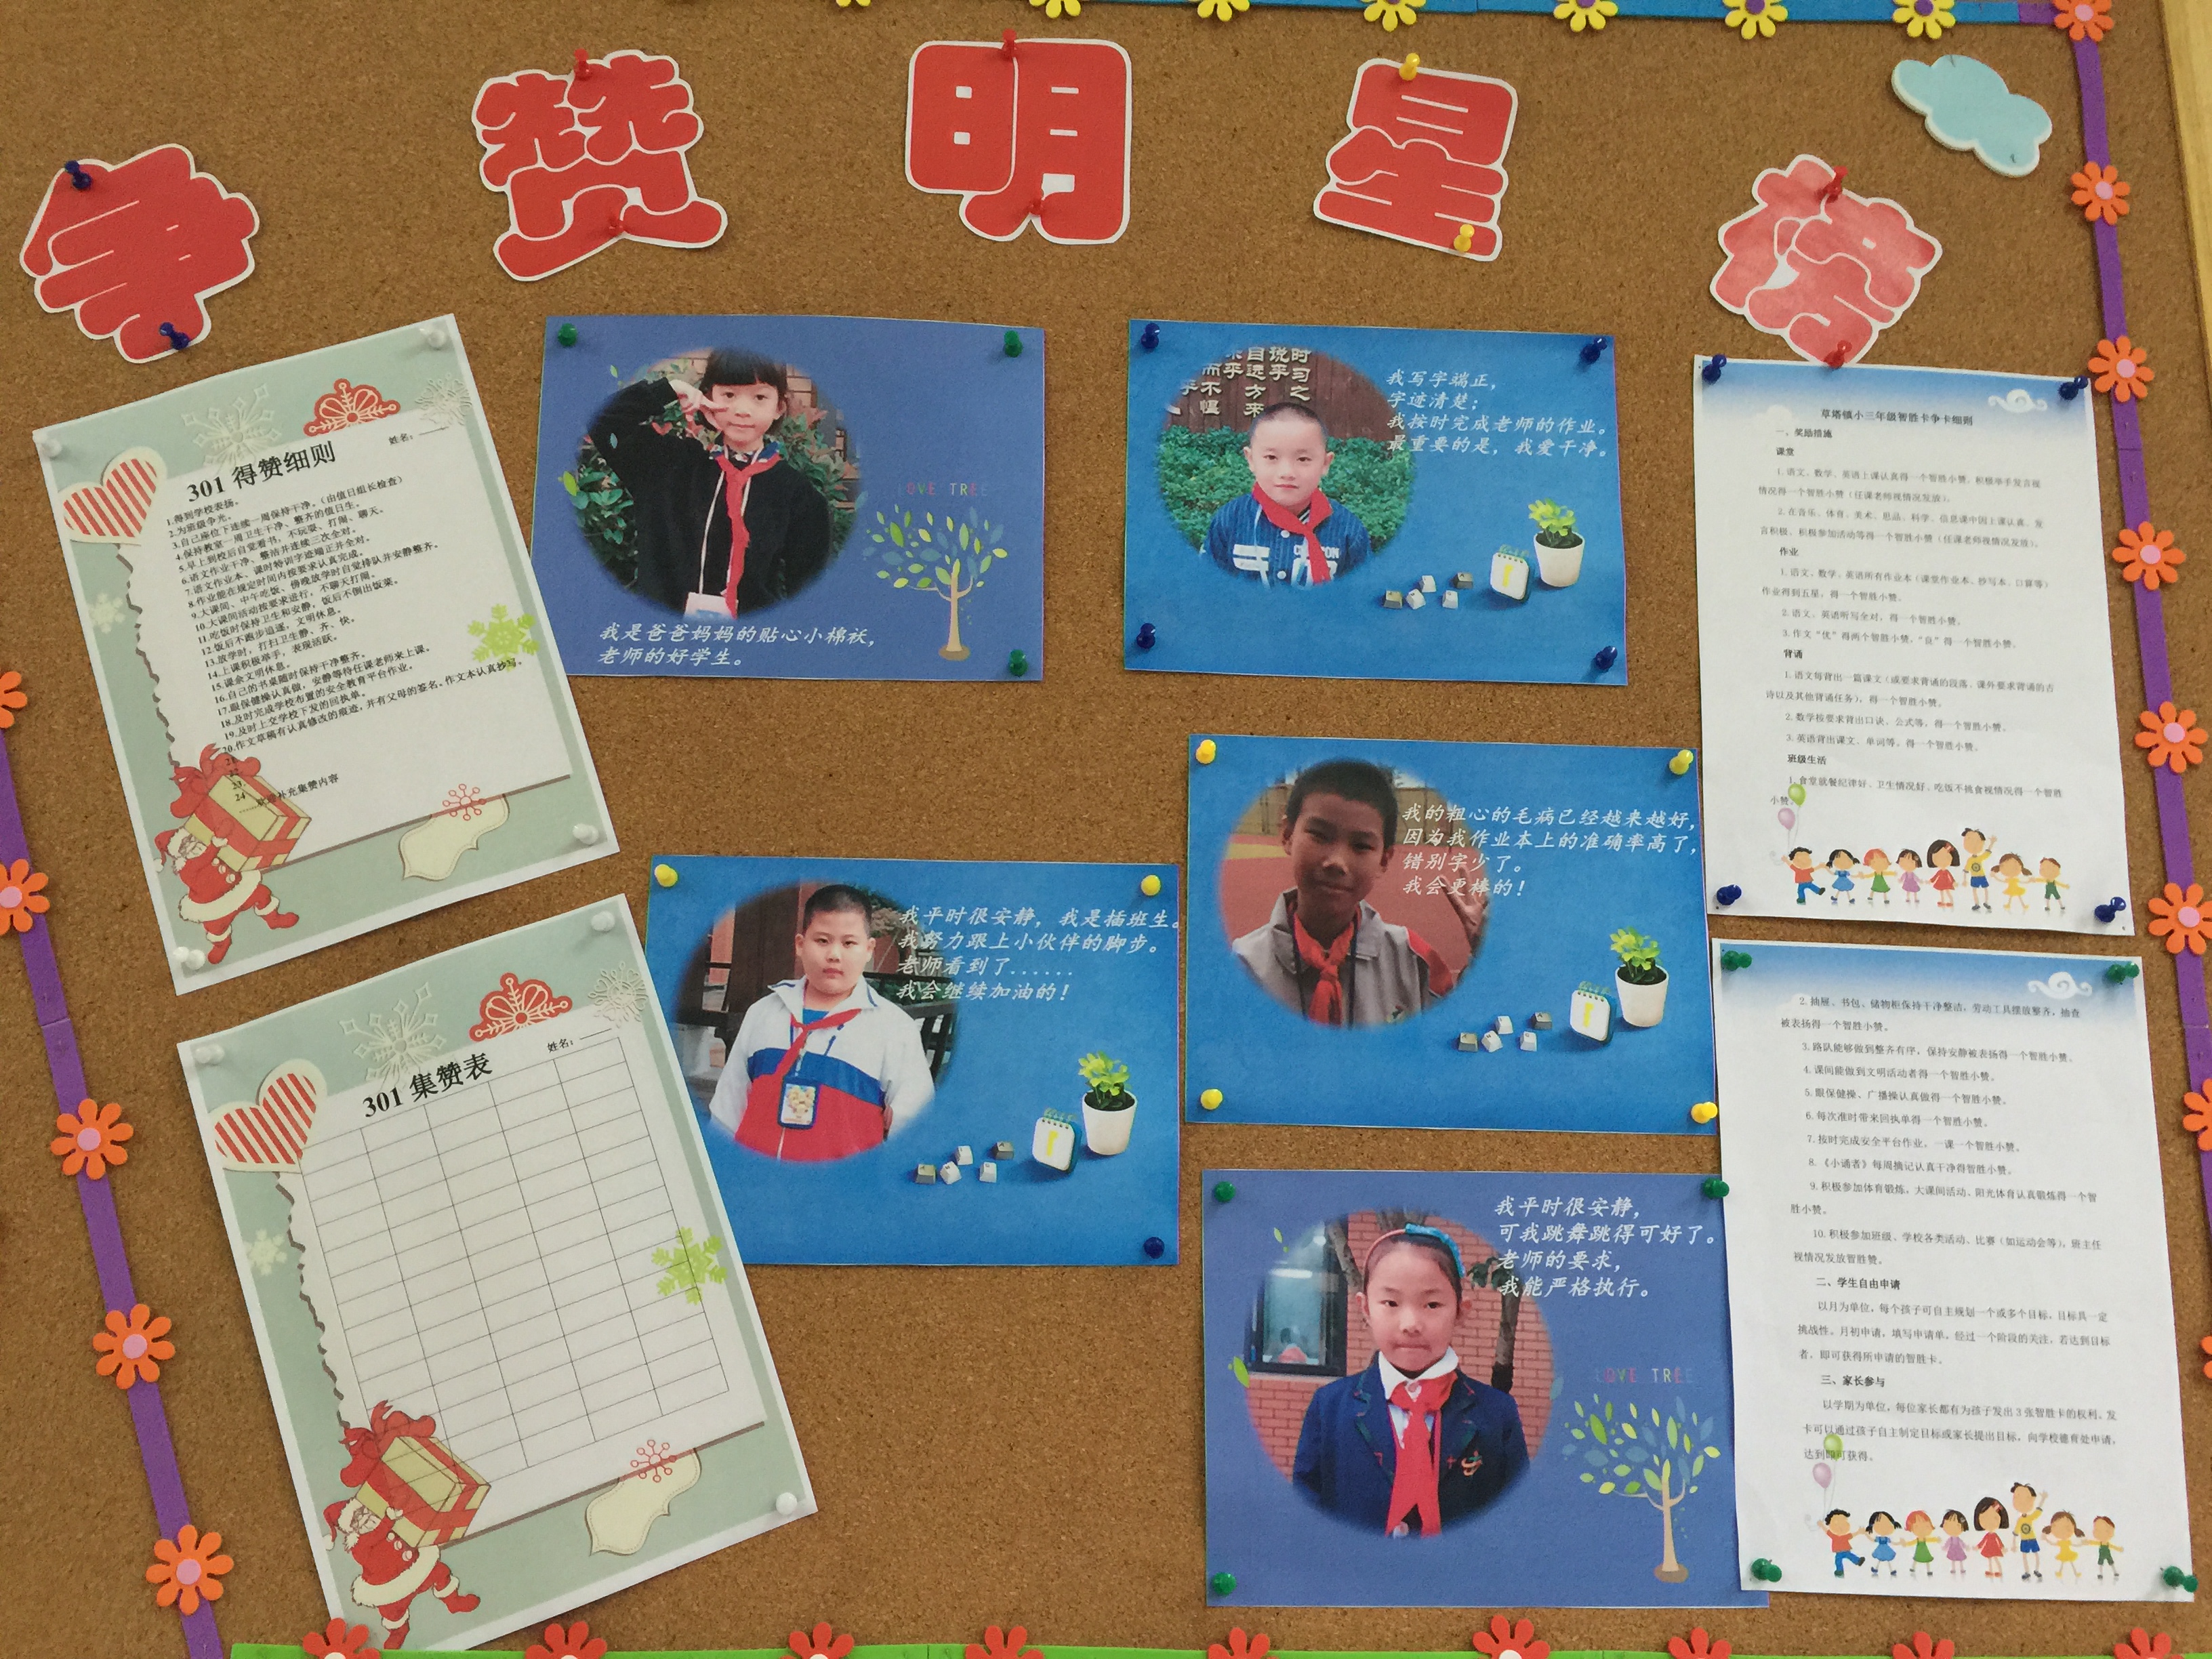 争赞明星榜
姓名：
301 得赞细则
1.得到学校表扬。
2.为班级争光。
3.自己座位下连续一周保持干净。(由值日组长检查)
4.保持教室一周卫生干净、整齐的值日生。
5.早上到校后自觉看书，不玩耍、打闹、聊天。
6.语文作业干净、整洁并连续三次全对。
7.语文作业本、课时特训字迹端正并全对。
8.作业能在规定时间内按要求认真完成。
9.大课间、中午吃饭、傍晚放学时自觉排队并安静整齐。
10.大课间活动按要求进行，不聊天打闹。
11.吃饭时保持卫生和安静，饭后不倒出饭菜。
12.饭后不跑步追逐，文明休息。
13.放学时，打扫卫生静、齐、快。
14.上课积极举手，表现活跃。
15.课余文明休息。
16.自己的书桌随时保持干净整齐。
17.眼保健操认真做，安静等待任课老师来上课。
18.及时完成学校布置的安全教育平台作业。
19.及时上交学校下发的回执单。
20.作文草稿有认真修改的痕迹，并有父母的签名。作文本认真抄写。
21
22
23.
24
补充集赞内容
姓名：
301 集赞表
LOVE TREE
我是爸爸妈妈的贴心小棉袄，
老师的好学生。
时习之
说乎
自远方来
而不愠
我写字端正，
字迹清楚；
我按时完成老师的作业。
最重要的是，我爱干净。
我平时很安静，我是插班生。
我努力跟上小伙伴的脚步。
老师看到了......
我会继续加油的！
我的粗心的毛病已经越来越好，
因为我作业本上的准确率高了，
错别字少了。
我会更棒的！
我平时很安静，
可我跳舞跳得可好了。
老师的要求，
我能严格执行。
LOVE TREE
草塔镇小三年级智胜卡争卡细则
一、奖励措施
课堂
1.语文、数学、英语上课认真得一个智胜小赞，积极举手发言视
情况得一个智胜小赞（任课老师视情况发放）。
2.在音乐、体育、美术、思品、科学、信息课中因上课认真、发
言积极、积极参加活动等得一个智胜小赞（任课老师视情况发放）。
作业
1.语文、数学、英语所有作业本（课堂作业本、抄写本、口算等）
作业得到五星，得一个智胜小赞。
2.语文、英语听写全对，得一个智胜小赞。
3.作文“优”得两个智胜小赞，“良”得一个智胜小赞。
背诵
1.语文每背出一篇课文（或要求背诵的段落、课外要求背诵的古
诗以及其他背诵任务），得一个智胜小赞。
2.数学按要求背出口诀、公式等，得一个智胜小赞。
3.英语背出课文、单词等，得一个智胜小赞。
班级生活
1.食堂就餐纪律好、卫生情况好、吃饭不挑食视情况得一个智胜
小赞。
2.抽屉、书包、储物柜保持干净整洁，劳动工具摆放整齐，抽查
被表扬得一个智胜小赞。
3.路队能够做到整齐有序，保持安静被表扬得一个智胜小赞。
4.课间能做到文明活动者得一个智胜小赞。
5.眼保健操、广播操认真做得一个智胜小赞。
6.每次准时带来回执单得一个智胜小赞。
7.按时完成安全平台作业，一课一个智胜小赞。
8.《小诵者》每周摘记认真干净得智胜小赞。
9.积极参加体育锻炼，大课间活动、阳光体育认真锻炼得一个智
胜小赞。
10.积极参加班级、学校各类活动、比赛（如运动会等），班主任
视情况发放智胜赞。
二、学生自由申请
以月为单位，每个孩子可自主规划一个或多个目标，目标具一定
挑战性。月初申请，填写申请单，经过一个阶段的关注，若达到目标
者，即可获得所申请的智胜卡。
三、家长参与
以学期为单位，每位家长都有为孩子发出3张智胜卡的权利，发
卡可以通过孩子自主制定目标或家长提出目标，向学校德育处申请，
达到即可获得。